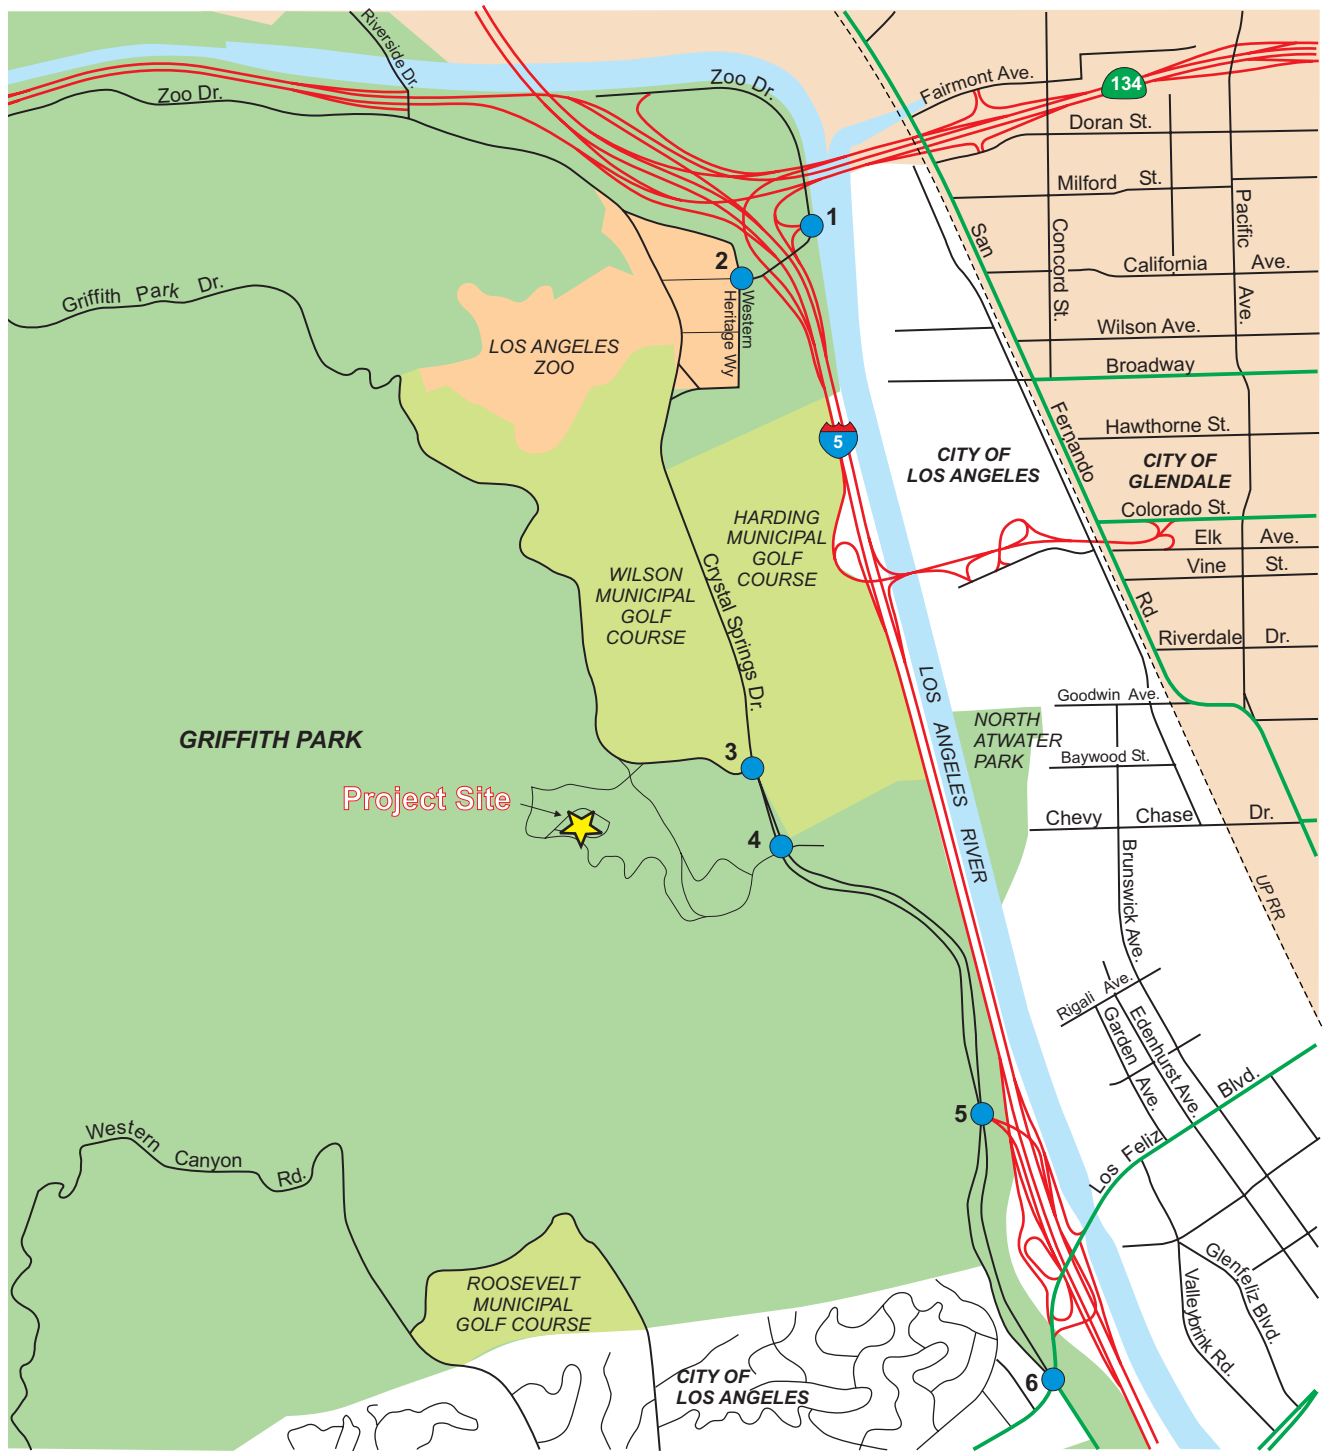 Riverside Dr.
Zoo Dr.
Zoo Dr.
Fairmont Ave.
134
Doran St.
Milford St.
San
Fernando
Rd.
Concord St.
Pacific
Ave.
California Ave.
1
2
Western
Heritage Wy
Griffith Park Dr.
LOS ANGELES
ZOO
Wilson Ave.
Broadway
5
Hawthorne St.
CITY OF
LOS ANGELES
CITY OF
GLENDALE
Colorado St.
Elk Ave.
Vine St.
HARDING
MUNICIPAL
GOLF
COURSE
WILSON
MUNICIPAL
GOLF
COURSE
Crystal Springs Dr.
Riverdale Dr.
LOS ANGELES RIVER
Goodwin Ave.
NORTH
ATWATER
PARK
Baywood St.
GRIFFITH PARK
3
Project Site
4
Chevy Chase Dr.
Brunswick Ave.
UP RR
Rigali Ave.
Garden Ave.
Edenhurst Ave.
Los Feliz Blvd.
5
Western Canyon Rd.
Glenfeliz Blvd.
Valleybrink Rd.
ROOSEVELT
MUNICIPAL
GOLF COURSE
CITY OF
LOS ANGELES
6